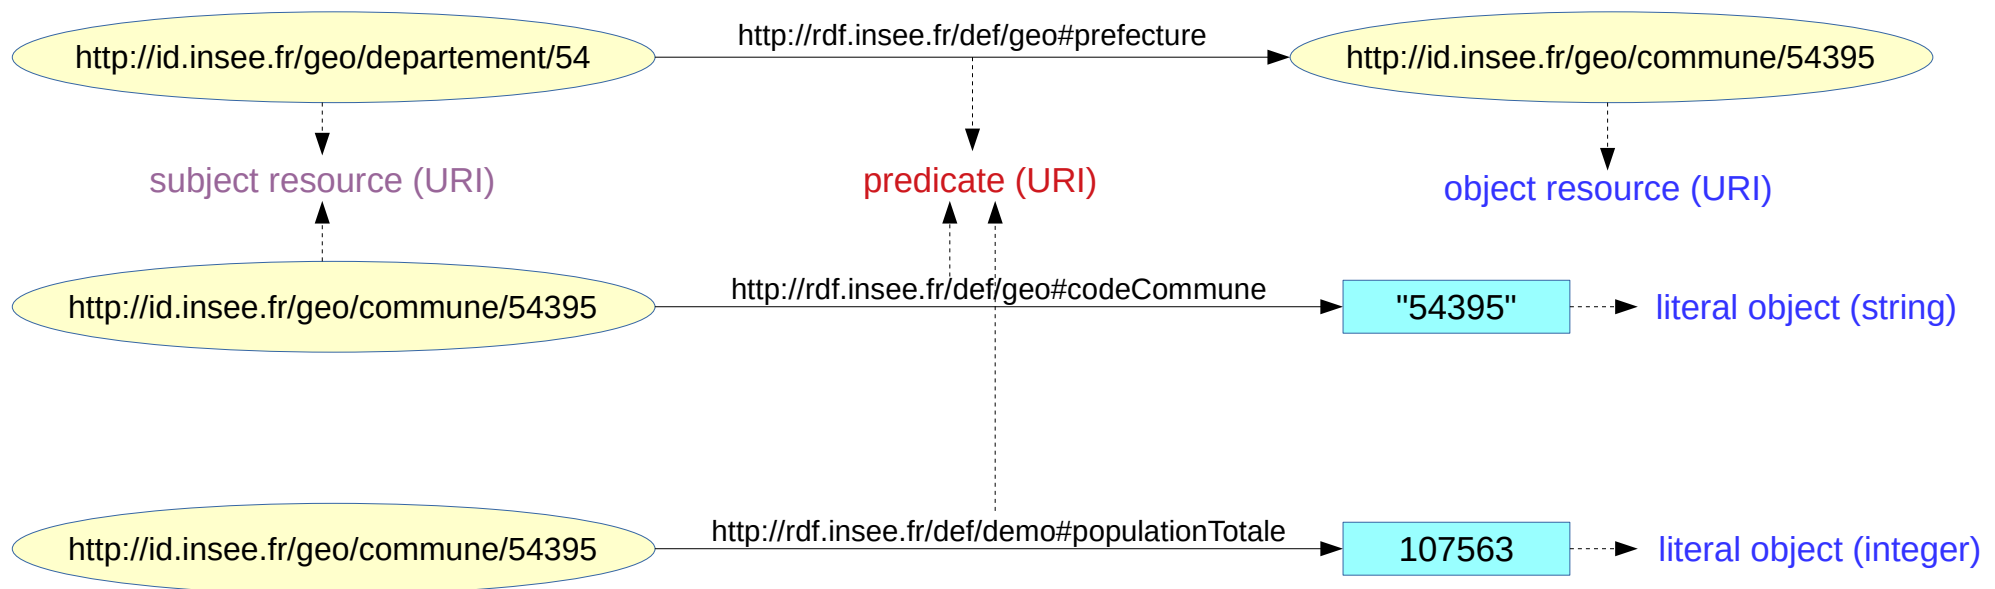 http://rdf.insee.fr/def/geo#prefecture
http://id.insee.fr/geo/departement/54
http://id.insee.fr/geo/commune/54395
subject resource (URI)
predicate (URI)
object resource (URI)
http://rdf.insee.fr/def/geo#codeCommune
http://id.insee.fr/geo/commune/54395
"54395"
literal object (string)
http://rdf.insee.fr/def/demo#populationTotale
http://id.insee.fr/geo/commune/54395
107563
literal object (integer)